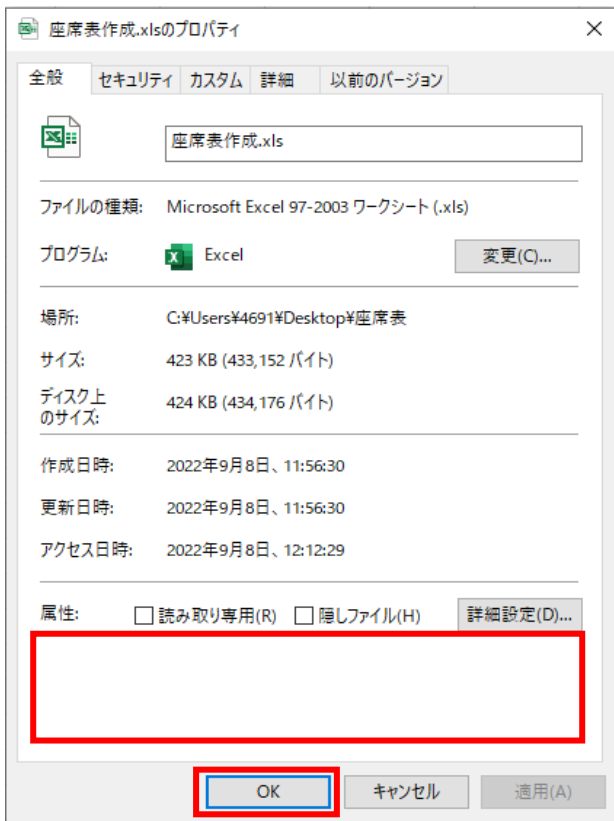 座席表作成.xlsのプロパティ
全般 セキュリティ カスタム 詳細 以前のバージョン
座席表作成.xls
ファイルの種類: Microsoft Excel 97-2003 ワークシート (.xls)
プログラム: Excel 変更(C)...
場所: C:¥Users¥4691¥Desktop¥座席表
サイズ: 423 KB (433,152 バイト)
ディスク上
のサイズ: 424 KB (434,176 バイト)
作成日時: 2022年9月8日、11:56:30
更新日時: 2022年9月8日、11:56:30
アクセス日時: 2022年9月8日、12:12:29
属性: 読み取り専用(R) 隠しファイル(H) 詳細設定(D)...
OK キャンセル 適用(A)